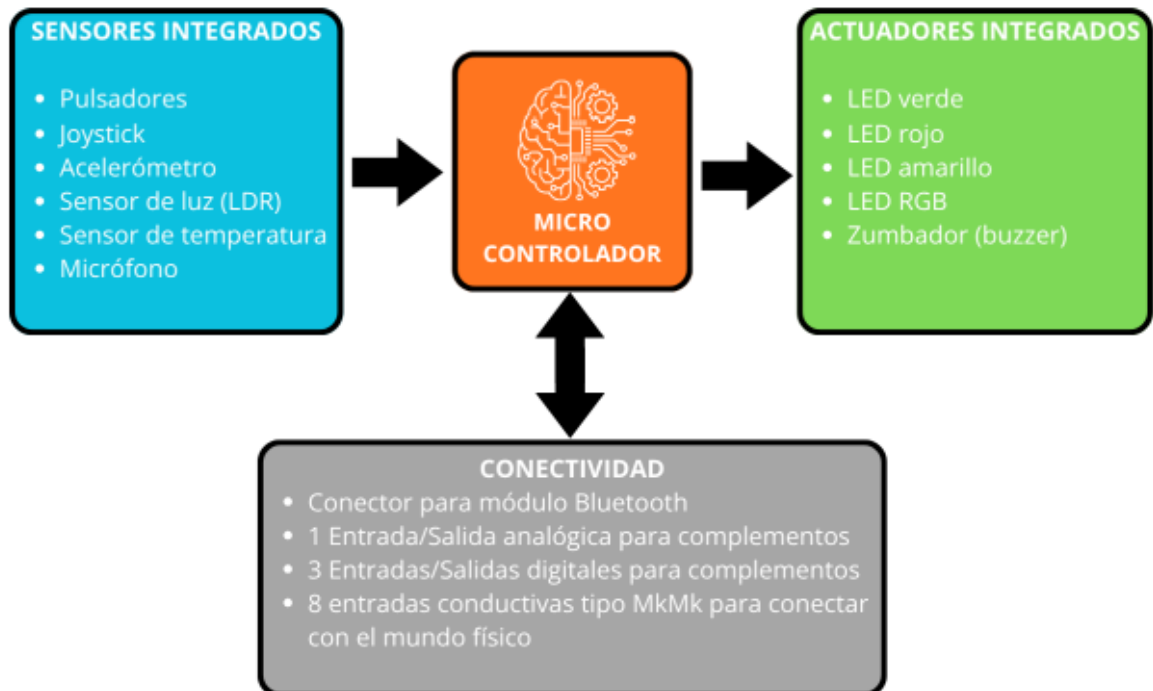 SENSORES INTEGRADOS
• Pulsadores
• Joystick
• Acelerómetro
• Sensor de luz (LDR)
• Sensor de temperatura
• Micrófono
MICRO
CONTROLADOR
ACTUADORES INTEGRADOS
• LED verde
• LED rojo
• LED amarillo
• LED RGB
• Zumbador (buzzer)
CONECTIVIDAD
• Conector para módulo Bluetooth
• 1 Entrada/Salida analógica para complementos
• 3 Entradas/Salidas digitales para complementos
• 8 entradas conductivas tipo MkMk para conectar
con el mundo físico